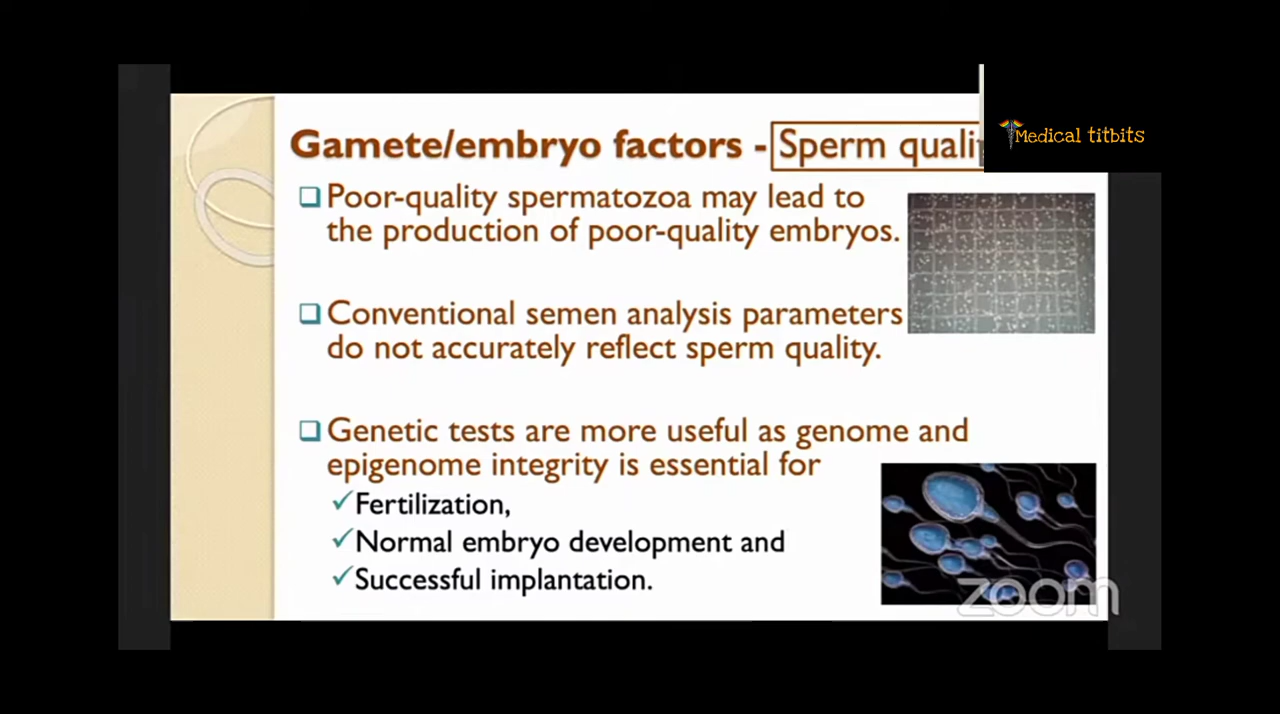 Gamete/embryo factors - Sperm
Medical titbits
Poor-quality spermatozoa may lead to
the production of poor-quality embryos.
Conventional semen analysis parameters
do not accurately reflect sperm quality.
Genetic tests are more useful as genome and
epigenome integrity is essential for
Fertilization,
Normal embryo development and
Successful implantation.
zoom